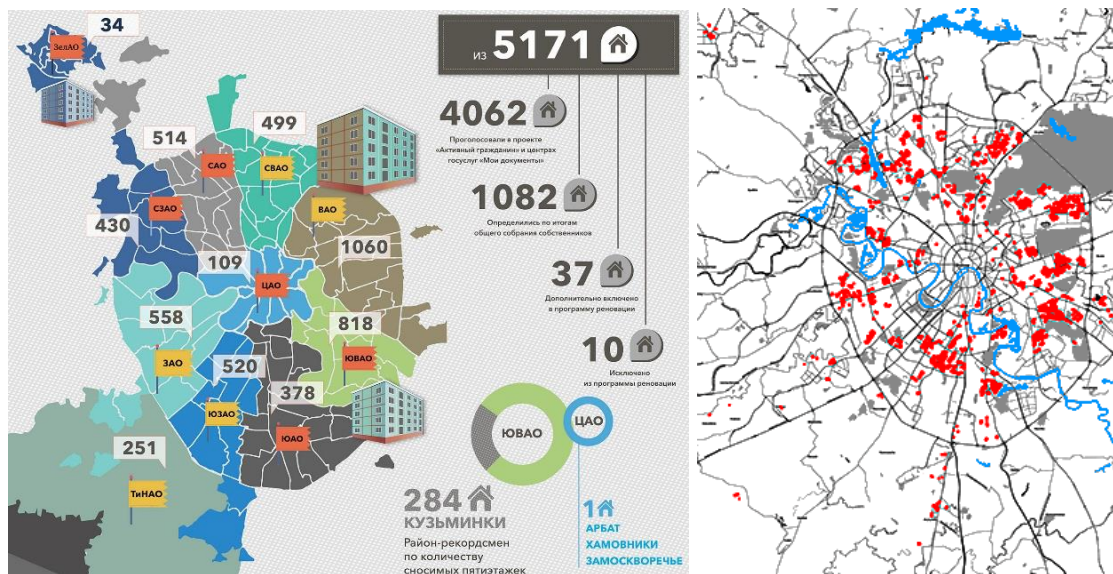 34
ЗелАО
514
499
САО
СВАО
СЗАО
ВАО
430
1060
109
ЦАО
558
818
ЗАО
520
ЮВАО
378
ЮЗАО
ЮАО
251
ТиНАО
из 5171
4062
Проголосовали в проекте
«Активный гражданин» и центрах
госуслуг «Мои документы»
1082
Определились по итогам
общего собрания собственников
37
Дополнительно включено
в программу реновации
10
Исключено
из программы реновации
ЮВАО
ЦАО
284
КУЗЬМИНКИ
Район-рекордсмен
по количеству
сносимых пятиэтажек
1
АРБАТ
ХАМОВНИКИ
ЗАМОСКВОРЕЧЬЕ